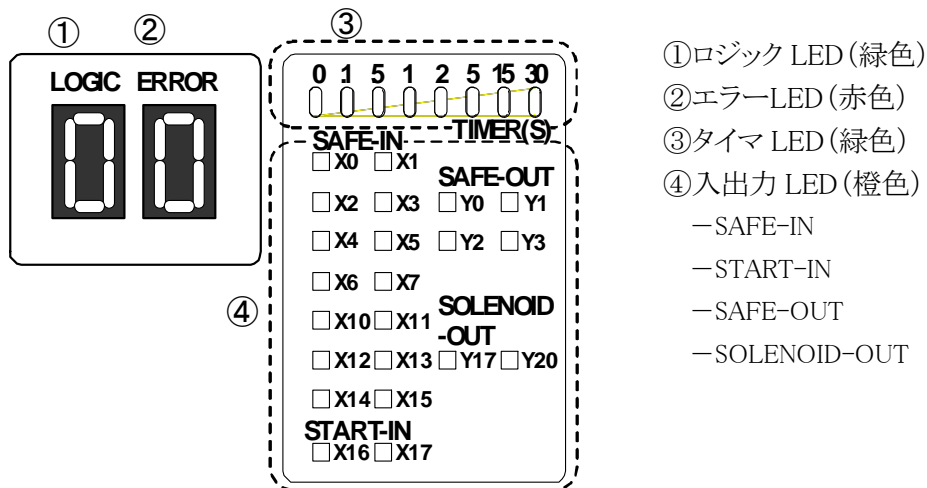 ① ②
LOGIC ERROR
00
③
0 .1 .5 1 2 5 15 30
TIMER(S)
④
SAFE-IN
X0 X1
SAFE-OUT
X2 X3 Y0 Y1
X4 X5 Y2 Y3
X6 X7
SOLENOID
-OUT
X10 X11
X12 X13 Y17 Y20
X14 X15
START-IN
X16 X17
①ロジック LED(緑色)
②エラーLED(赤色)
③タイマ LED(緑色)
④入出力 LED(橙色)
-SAFE-IN
-START-IN
-SAFE-OUT
-SOLENOID-OUT